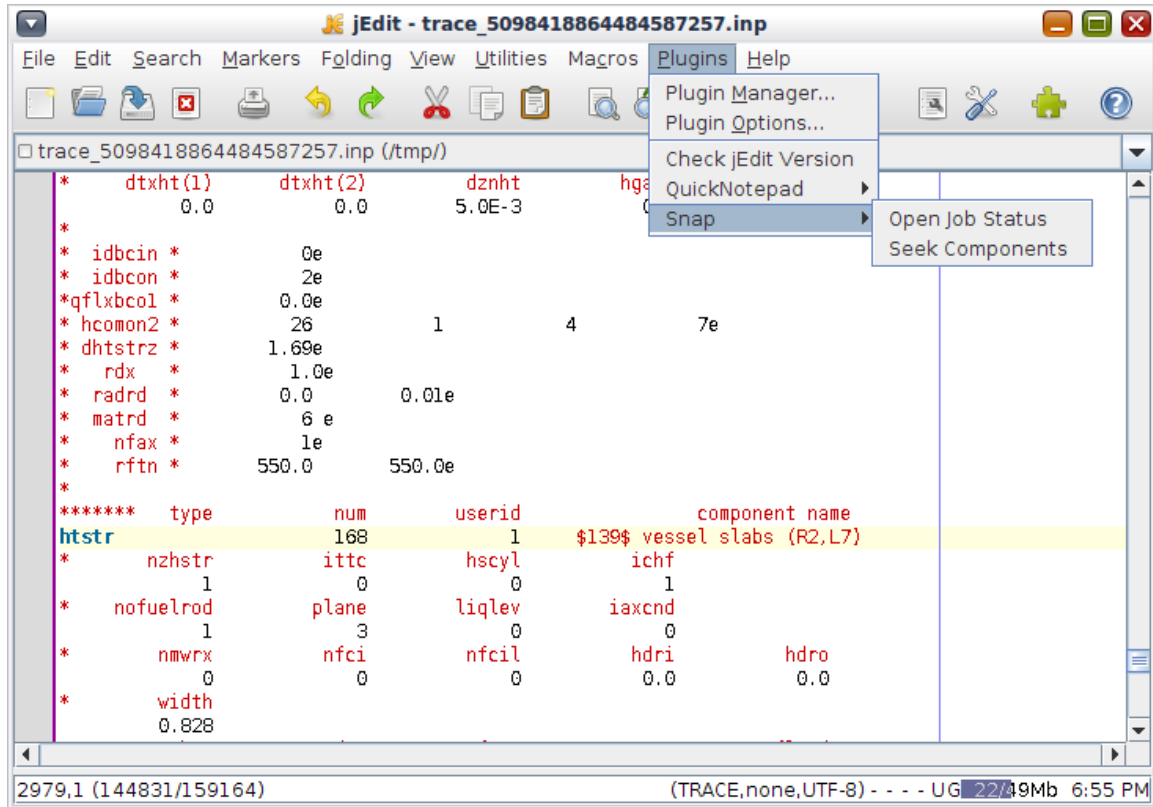 jEdit - trace_5098418864484587257.inp
File Edit Search Markers Folding View Utilities Macros Plugins Help
Plugin Manager...
Plugin Options...
trace_5098418864484587257.inp (/tmp/)
Check jEdit Version
QuickNotepad
Snap
Open Job Status
Seek Components
* dtxht(1) dtxht(2) dznht
0.0 0.0 5.0E-3
*
* idbcin * 0e
* idbcon * 2e
*qflxbco1 * 0.0e
* hcomon2 * 26 1 4 7e
* dhtstrz * 1.69e
* rdx * 1.0e
* radrd * 0.0 0.01e
* matrd * 6 e
* nfax * 1e
* rftn * 550.0 550.0e
*
******* type num userid component name
htstr 168 1 $139$ vessel slabs (R2,L7)
* nzhstr ittc hscyl ichf
1 0 0 1
* nofuelrod plane liqlev iaxcnd
1 3 0 0
* nmwrx nfci nfcil hdri hdro
0 0 0 0.0 0.0
* width
0.828
2979,1 (144831/159164) (TRACE,none,UTF-8) - - - - UG 22/49Mb 6:55 PM